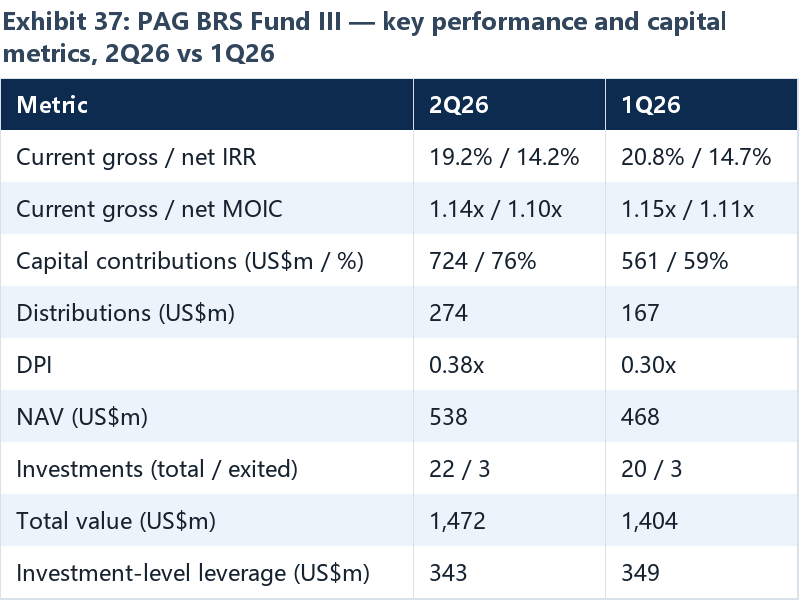 Exhibit 37: PAG BRS Fund III — key performance and capital
metrics, 2Q26 vs 1Q26
Metric 2Q26 1Q26
Current gross / net IRR 19.2% / 14.2% 20.8% / 14.7%
Current gross / net MOIC 1.14x / 1.10x 1.15x / 1.11x
Capital contributions (US$m / %) 724 / 76% 561 / 59%
Distributions (US$m) 274 167
DPI 0.38x 0.30x
NAV (US$m) 538 468
Investments (total / exited) 22 / 3 20 / 3
Total value (US$m) 1,472 1,404
Investment-level leverage (US$m) 343 349